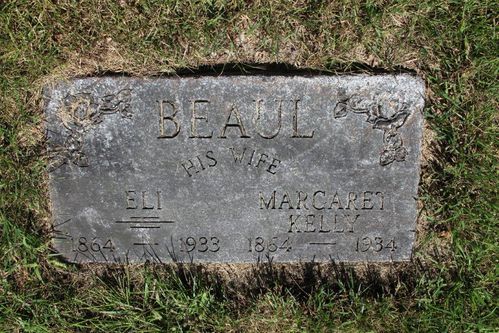 BEAUL
HIS WIFE
ELI
MARGARET
KELLY
1864 — 1933
1864 — 1934